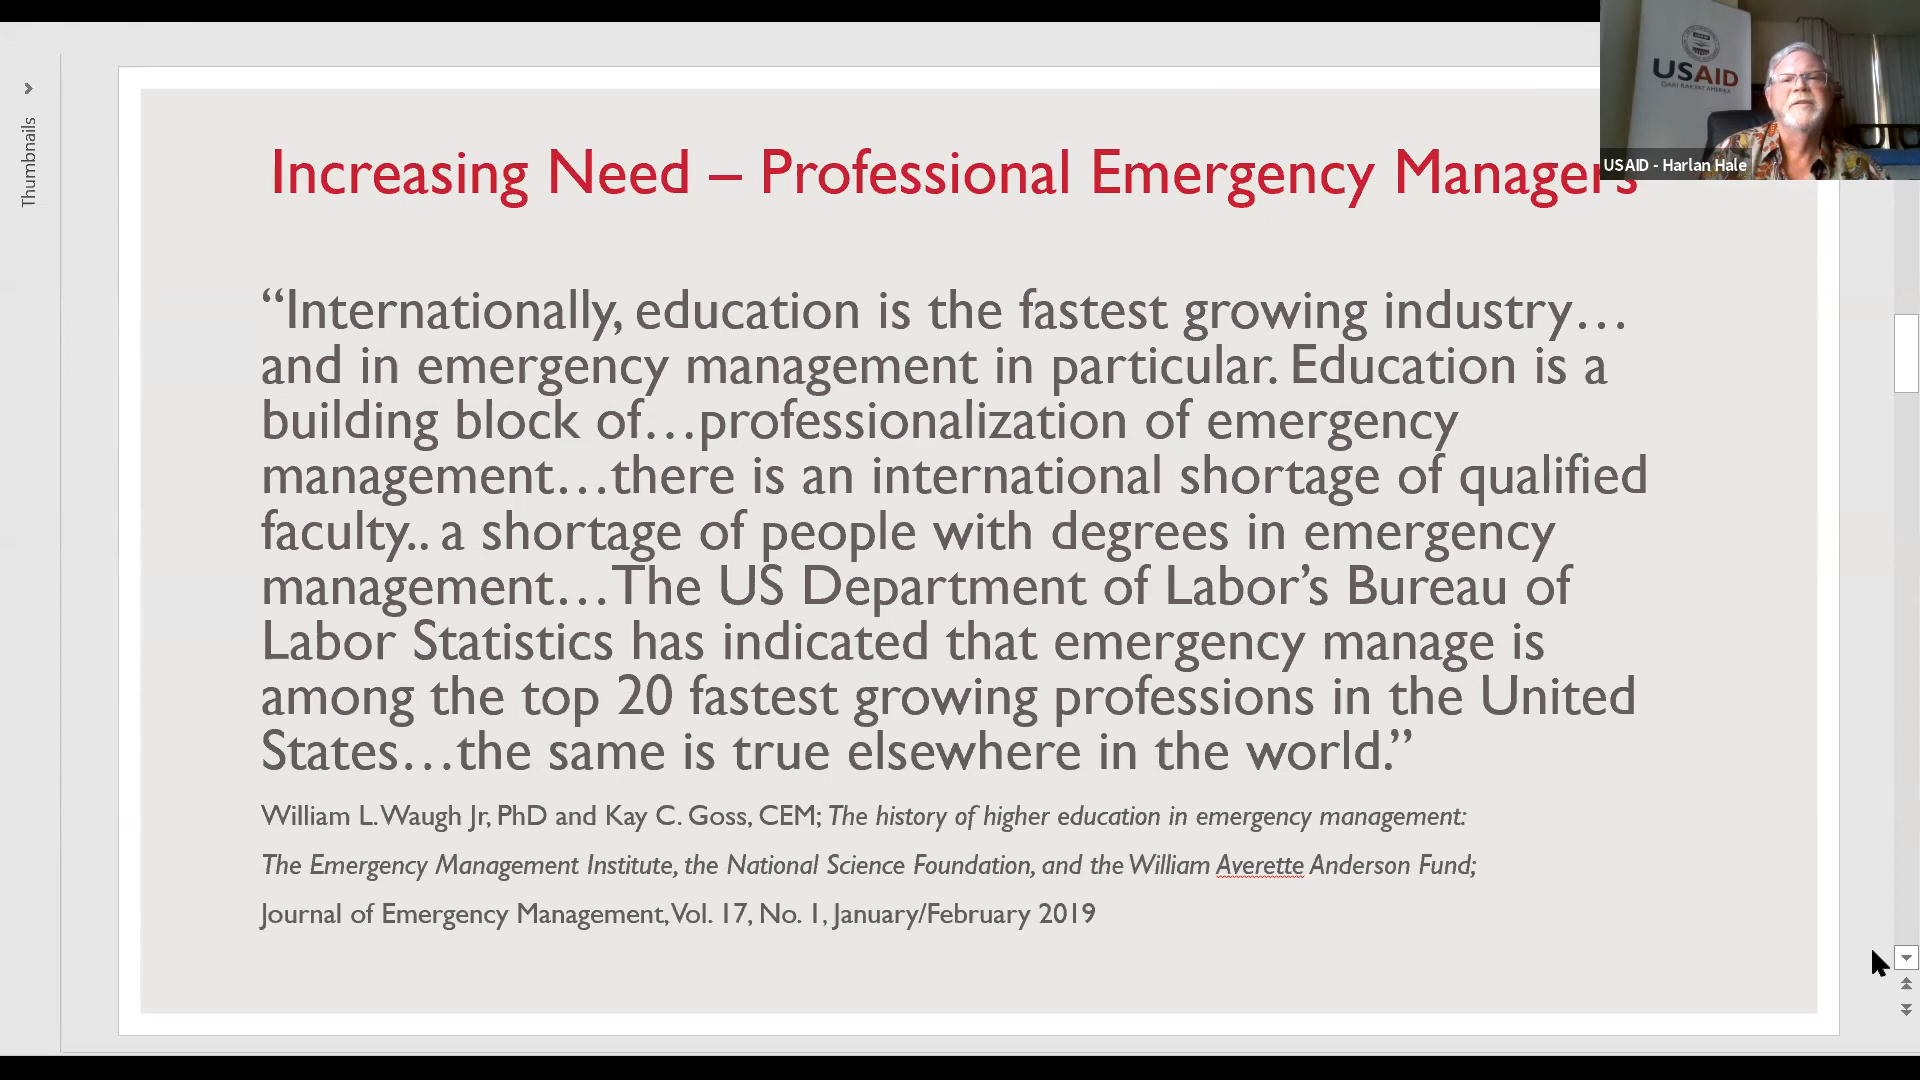 Thumbnails
USAID
DARI RAKYAT AMERIKA
USAID - Harlan Hale
Increasing Need – Professional Emergency Managers
“Internationally, education is the fastest growing industry…
and in emergency management in particular. Education is a
building block of…professionalization of emergency
management…there is an international shortage of qualified
faculty.. a shortage of people with degrees in emergency
management…The US Department of Labor’s Bureau of
Labor Statistics has indicated that emergency manage is
among the top 20 fastest growing professions in the United
States…the same is true elsewhere in the world.”
William L. Waugh Jr, PhD and Kay C. Goss, CEM; The history of higher education in emergency management:
The Emergency Management Institute, the National Science Foundation, and the William Averette Anderson Fund;
Journal of Emergency Management, Vol. 17, No. 1, January/February 2019